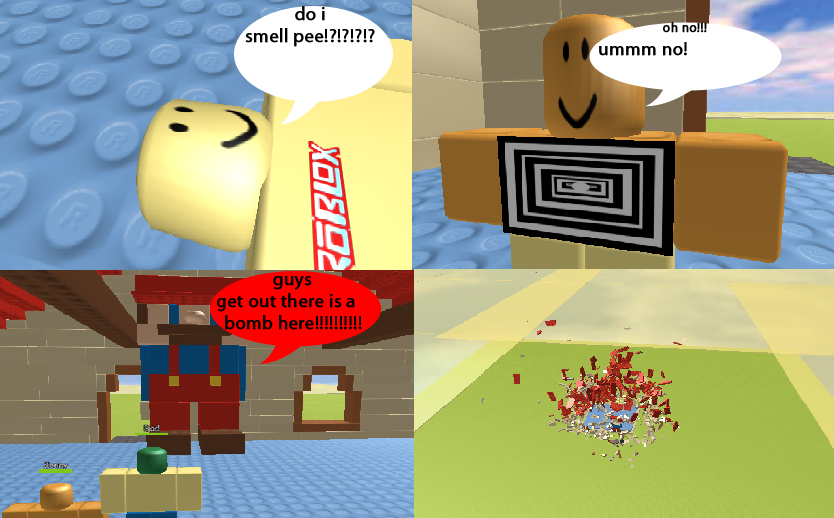 do i
smell pee!?!?!?!?
ROBLOX
oh no!!!
ummm no!
guys
get out there is a
bomb here!!!!!!!!!!